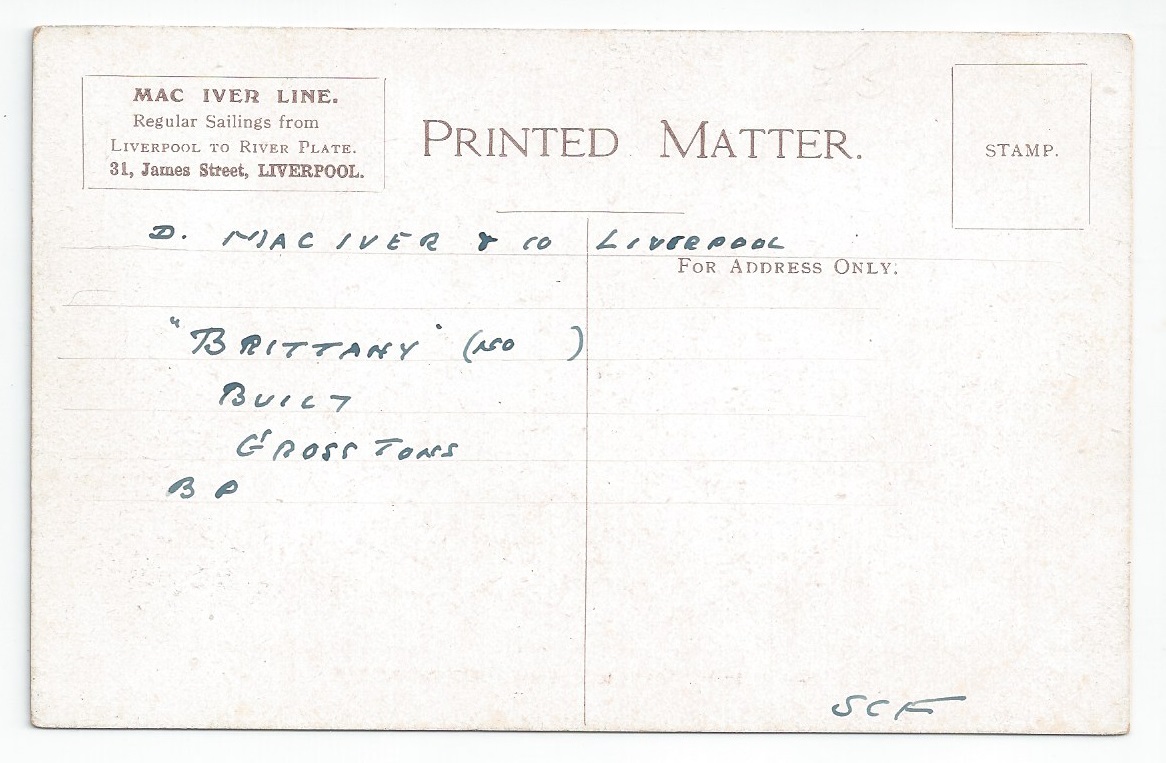 MAC IVER LINE.
Regular Sailings from
LIVERPOOL TO RIVER PLATE.
31, James Street, LIVERPOOL.
PRINTED MATTER.
STAMP.
D. MAC IVER & CO LIVERPOOL
FOR ADDRESS ONLY.
"BRITTANY" (NO )
BUILT
GROSS TONS
B P
SCF